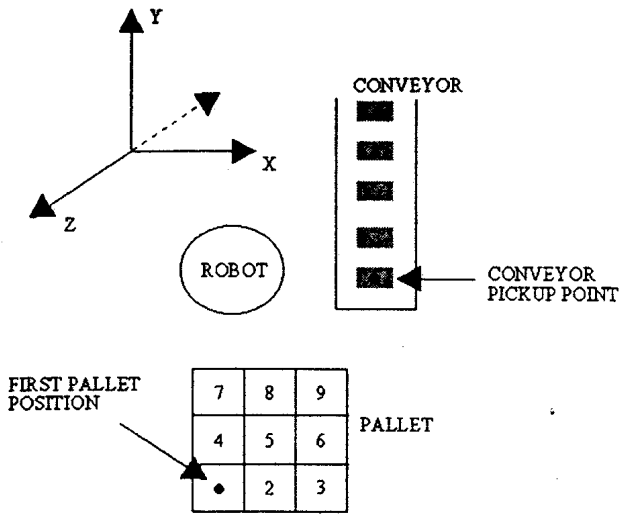 Y
CONVEYOR
X
Z
ROBOT
CONVEYOR
PICKUP POINT
FIRST PALLET
POSITION
7 8 9
PALLET
4 5 6
2 3